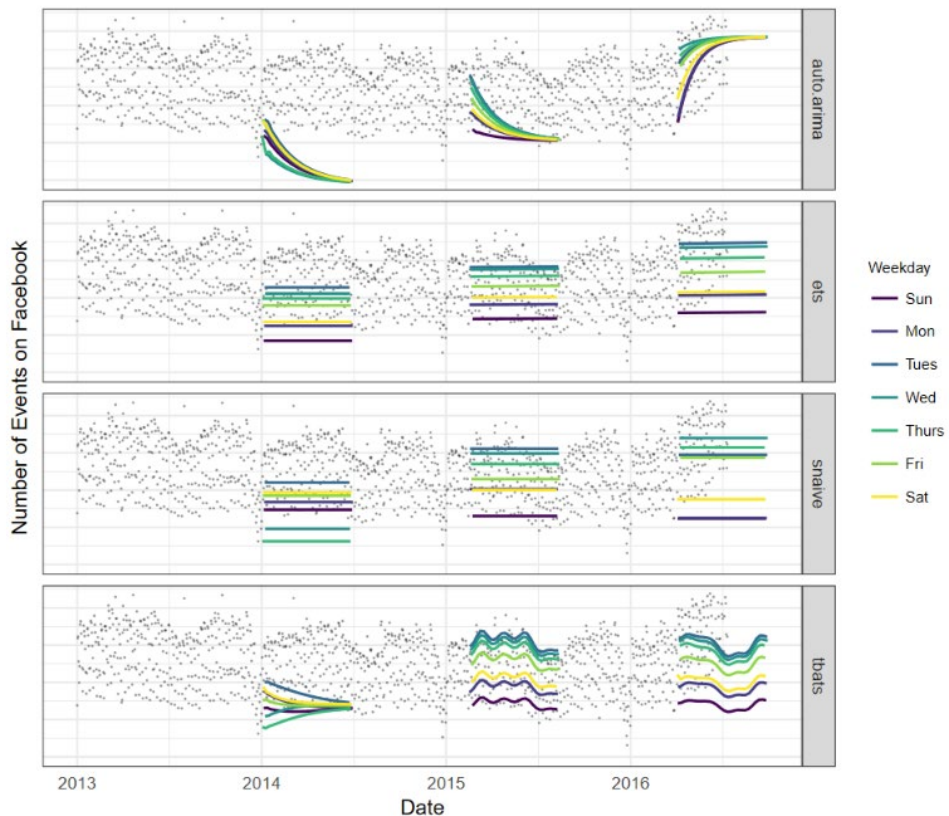 Number of Events on Facebook
auto.arima
ets
snaive
tbats
Weekday
Sun
Mon
Tues
Wed
Thurs
Fri
Sat
2013
2014
2015
2016
Date